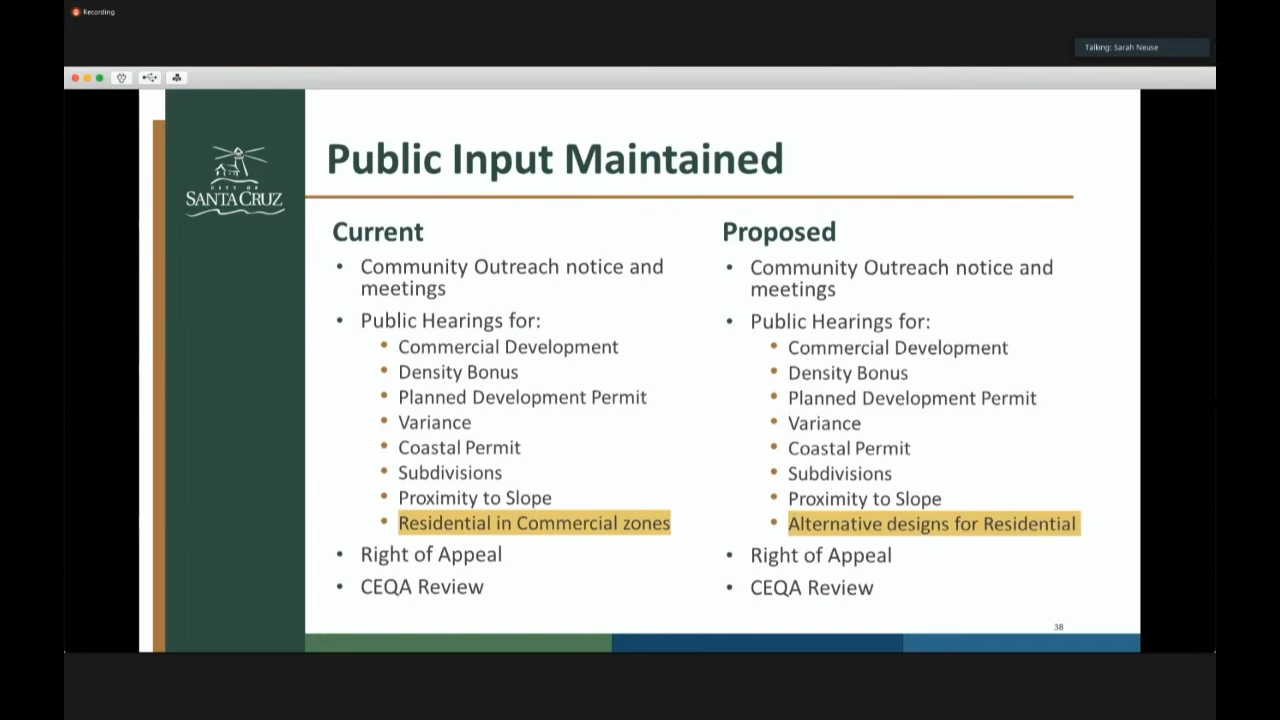 Recording
Talking: Sarah Neuse
CITY OF
SANTA CRUZ
Public Input Maintained
Current
• Community Outreach notice and
meetings
• Public Hearings for:
• Commercial Development
• Density Bonus
• Planned Development Permit
• Variance
• Coastal Permit
• Subdivisions
• Proximity to Slope
• Residential in Commercial zones
• Right of Appeal
• CEQA Review
Proposed
• Community Outreach notice and
meetings
• Public Hearings for:
• Commercial Development
• Density Bonus
• Planned Development Permit
• Variance
• Coastal Permit
• Subdivisions
• Proximity to Slope
• Alternative designs for Residential
• Right of Appeal
• CEQA Review
38